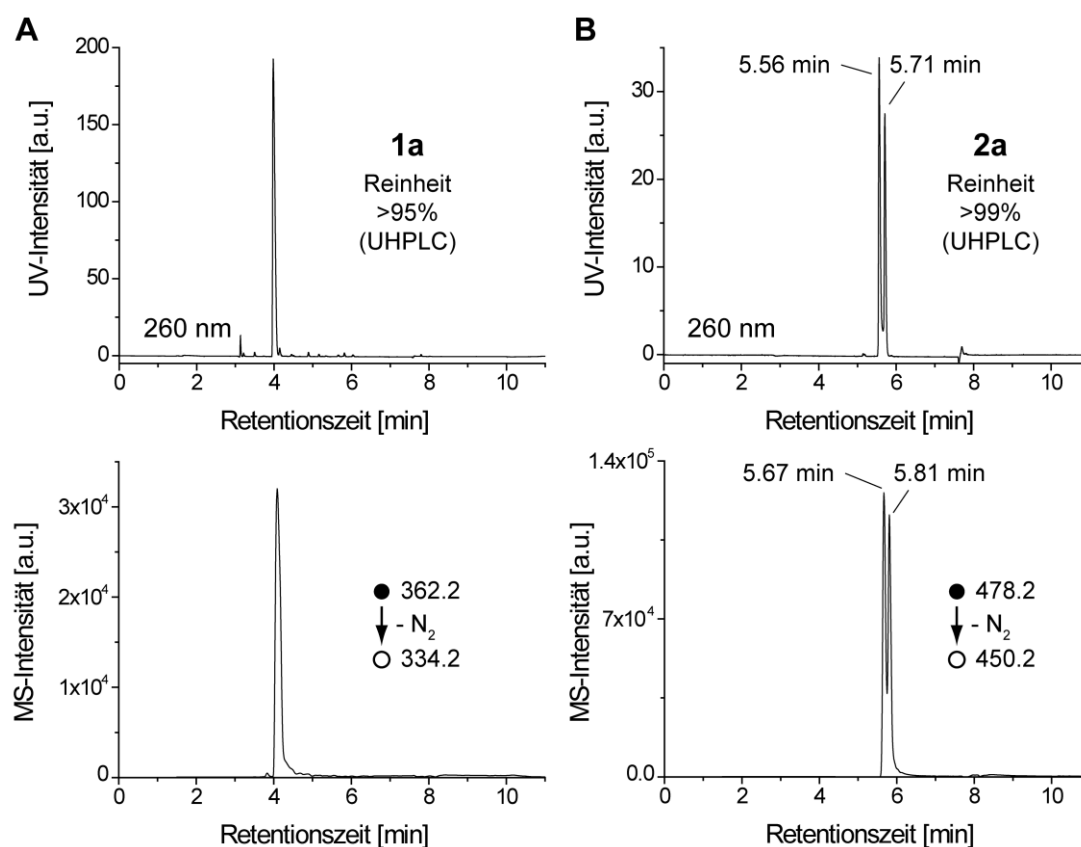 A
UV-Intensität [a.u.]
200
150
100
50
0
1a
Reinheit
>95%
(UHPLC)
260 nm
0 2 4 6 8 10
Retentionszeit [min]
B
UV-Intensität [a.u.]
30
20
10
0
5.56 min
5.71 min
2a
Reinheit
>99%
(UHPLC)
260 nm
0 2 4 6 8 10
Retentionszeit [min]
MS-Intensität [a.u.]
3x10⁴
2x10⁴
1x10⁴
0
362.2
- N₂
334.2
0 2 4 6 8 10
Retentionszeit [min]
MS-Intensität [a.u.]
1.4x10⁵
7x10⁴
0.0
5.67 min
5.81 min
478.2
- N₂
450.2
0 2 4 6 8 10
Retentionszeit [min]